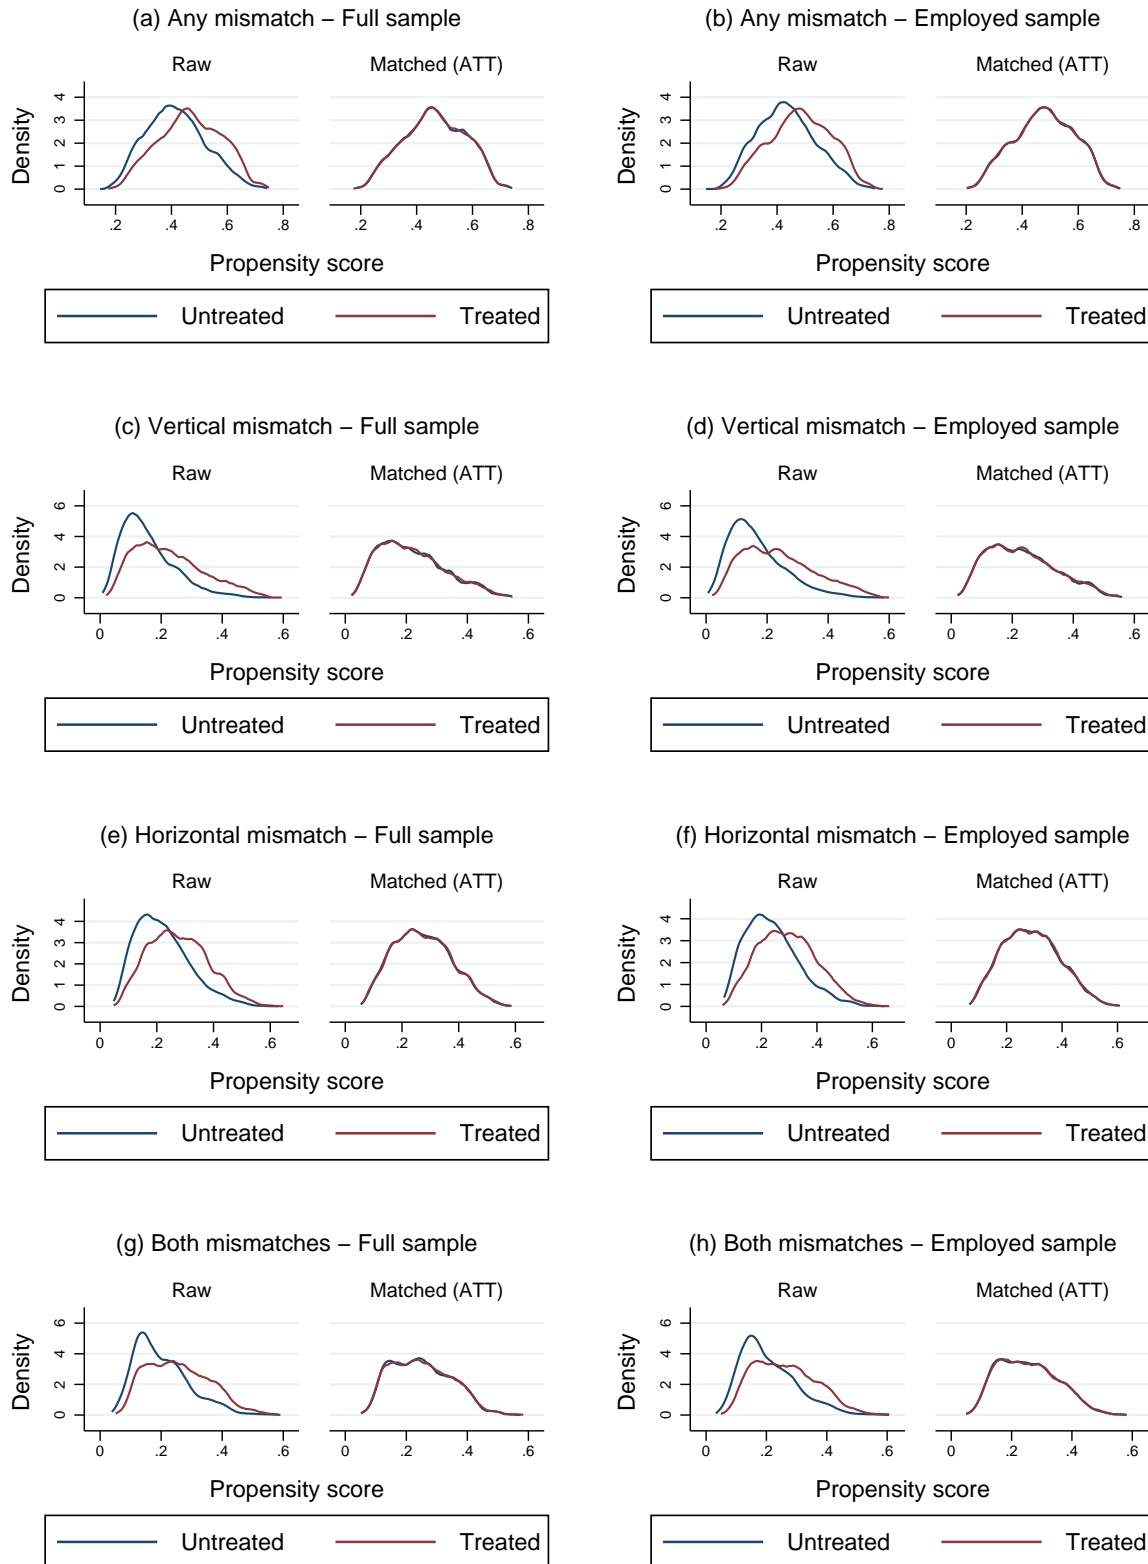 (a) Any mismatch – Full sample
Raw
Matched (ATT)
Density
0 1 2 3 4
.2 .4 .6 .8
.2 .4 .6 .8
Propensity score
Untreated Treated
(b) Any mismatch – Employed sample
Raw
Matched (ATT)
Density
0 1 2 3 4
.2 .4 .6 .8
.2 .4 .6 .8
Propensity score
Untreated Treated
(c) Vertical mismatch – Full sample
Raw
Matched (ATT)
Density
0 2 4 6
0 .2 .4 .6
0 .2 .4 .6
Propensity score
Untreated Treated
(d) Vertical mismatch – Employed sample
Raw
Matched (ATT)
Density
0 2 4 6
0 .2 .4 .6
0 .2 .4 .6
Propensity score
Untreated Treated
(e) Horizontal mismatch – Full sample
Raw
Matched (ATT)
Density
0 1 2 3 4
0 .2 .4 .6
0 .2 .4 .6
Propensity score
Untreated Treated
(f) Horizontal mismatch – Employed sample
Raw
Matched (ATT)
Density
0 1 2 3 4
0 .2 .4 .6
0 .2 .4 .6
Propensity score
Untreated Treated
(g) Both mismatches – Full sample
Raw
Matched (ATT)
Density
0 2 4 6
0 .2 .4 .6
0 .2 .4 .6
Propensity score
Untreated Treated
(h) Both mismatches – Employed sample
Raw
Matched (ATT)
Density
0 2 4 6
0 .2 .4 .6
0 .2 .4 .6
Propensity score
Untreated Treated